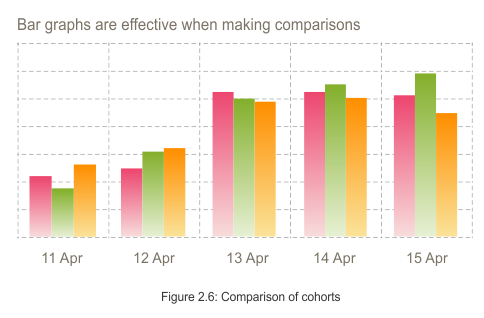 Bar graphs are effective when making comparisons
11 Apr 12 Apr 13 Apr 14 Apr 15 Apr
Figure 2.6: Comparison of cohorts